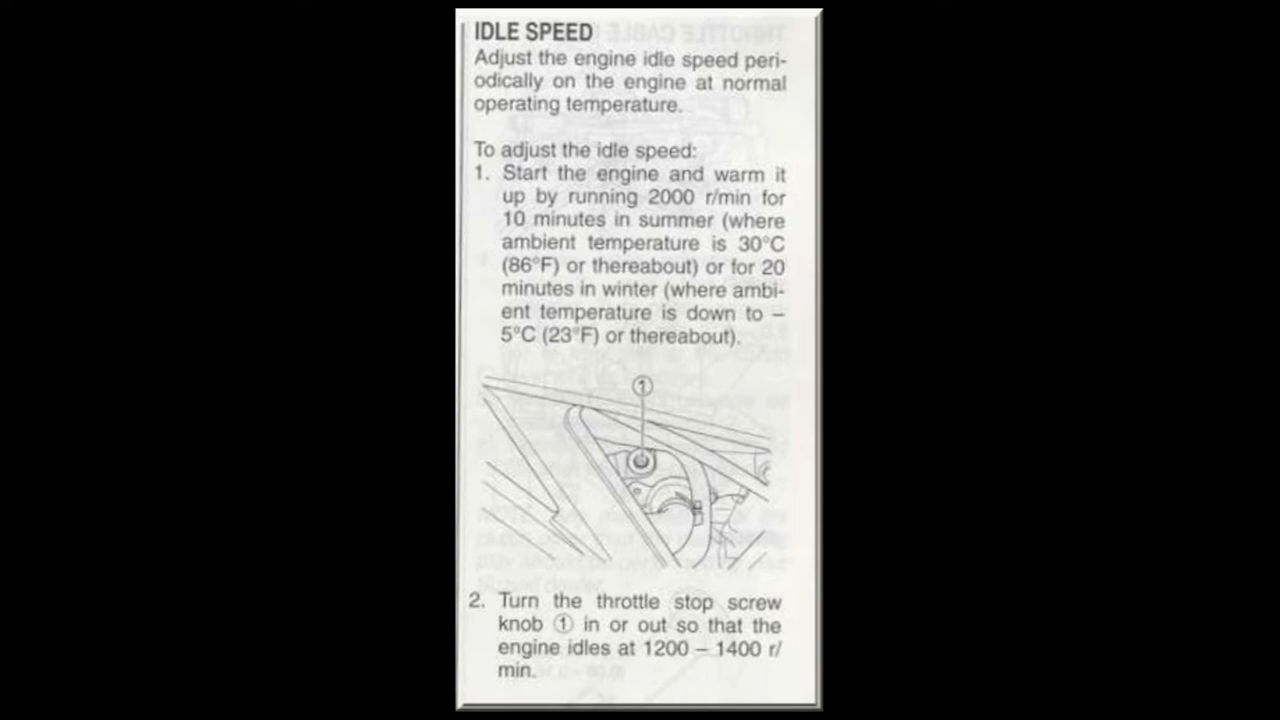 IDLE SPEED
Adjust the engine idle speed peri-
odically on the engine at normal
operating temperature.
To adjust the idle speed:
1. Start the engine and warm it
up by running 2000 r/min for
10 minutes in summer (where
ambient temperature is 30°C
(86°F) or thereabout) or for 20
minutes in winter (where ambi-
ent temperature is down to –
5°C (23°F) or thereabout).
①
2. Turn the throttle stop screw
knob ① in or out so that the
engine idles at 1200 – 1400 r/
min.